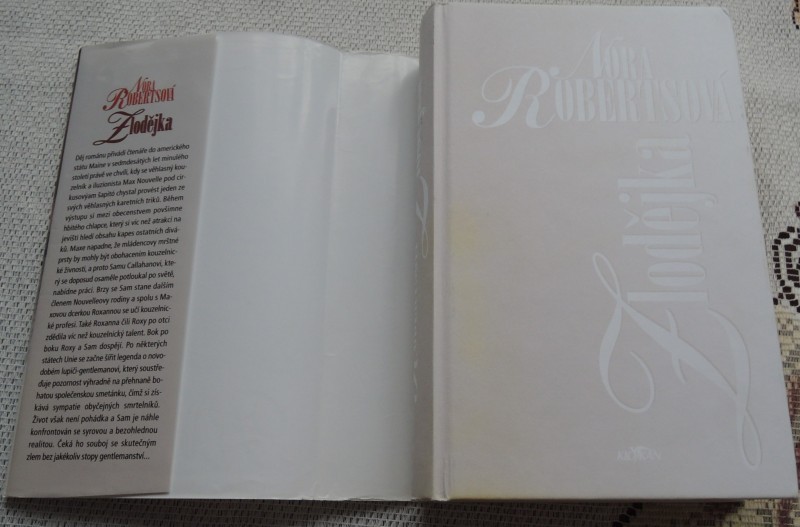 NORA
ROBERTSOVÁ
Zlodějka
Děj románu přivádí čtenáře do amerického
státu Maine v sedmdesátých let minulého
století právě ve chvíli, kdy se věhlasný kou-
zelník a iluzionista Max Nouvelle pod cir-
kusovým šapitó chystal provést jeden ze
svých věhlasných karetních triků. Během
výstupu si mezi obecenstvem povšimne
hbitého chlapce, který si víc než atrakcí na
jevišti hledí obsahu kapes ostatních divá-
ků. Maxe napadne, že mládencovy mrštné
prsty by mohly být obohacením kouzelnic-
ké živnosti, a proto Samu Callahanovi, kte-
rý se doposud osaměle potloukal po světě,
nabídne práci. Brzy se Sam stane dalším
členem Nouvelleovy rodiny a spolu s Ma-
xovou dcerkou Roxannou se učí kouzelnic-
ké profesi. Také Roxanna čili Roxy po otci
zdědila víc než kouzelnický talent. Bok po
boku Roxy a Sam dospějí. Po některých
státech Unie se začne šířit legenda o novo-
dobém lupiči-gentlemanovi, který soustře-
ďuje pozornost výhradně na přehnaně bo-
hatou společenskou smetánku, čímž si zís-
kává sympatie obyčejných smrtelníků.
Život však není pohádka a Sam je náhle
konfrontován se syrovou a bezohlednou
realitou. Čeká ho souboj se skutečným
zlem bez jakékoliv stopy gentlemanství...
NORA
ROBERTSOVÁ
Zlodějka